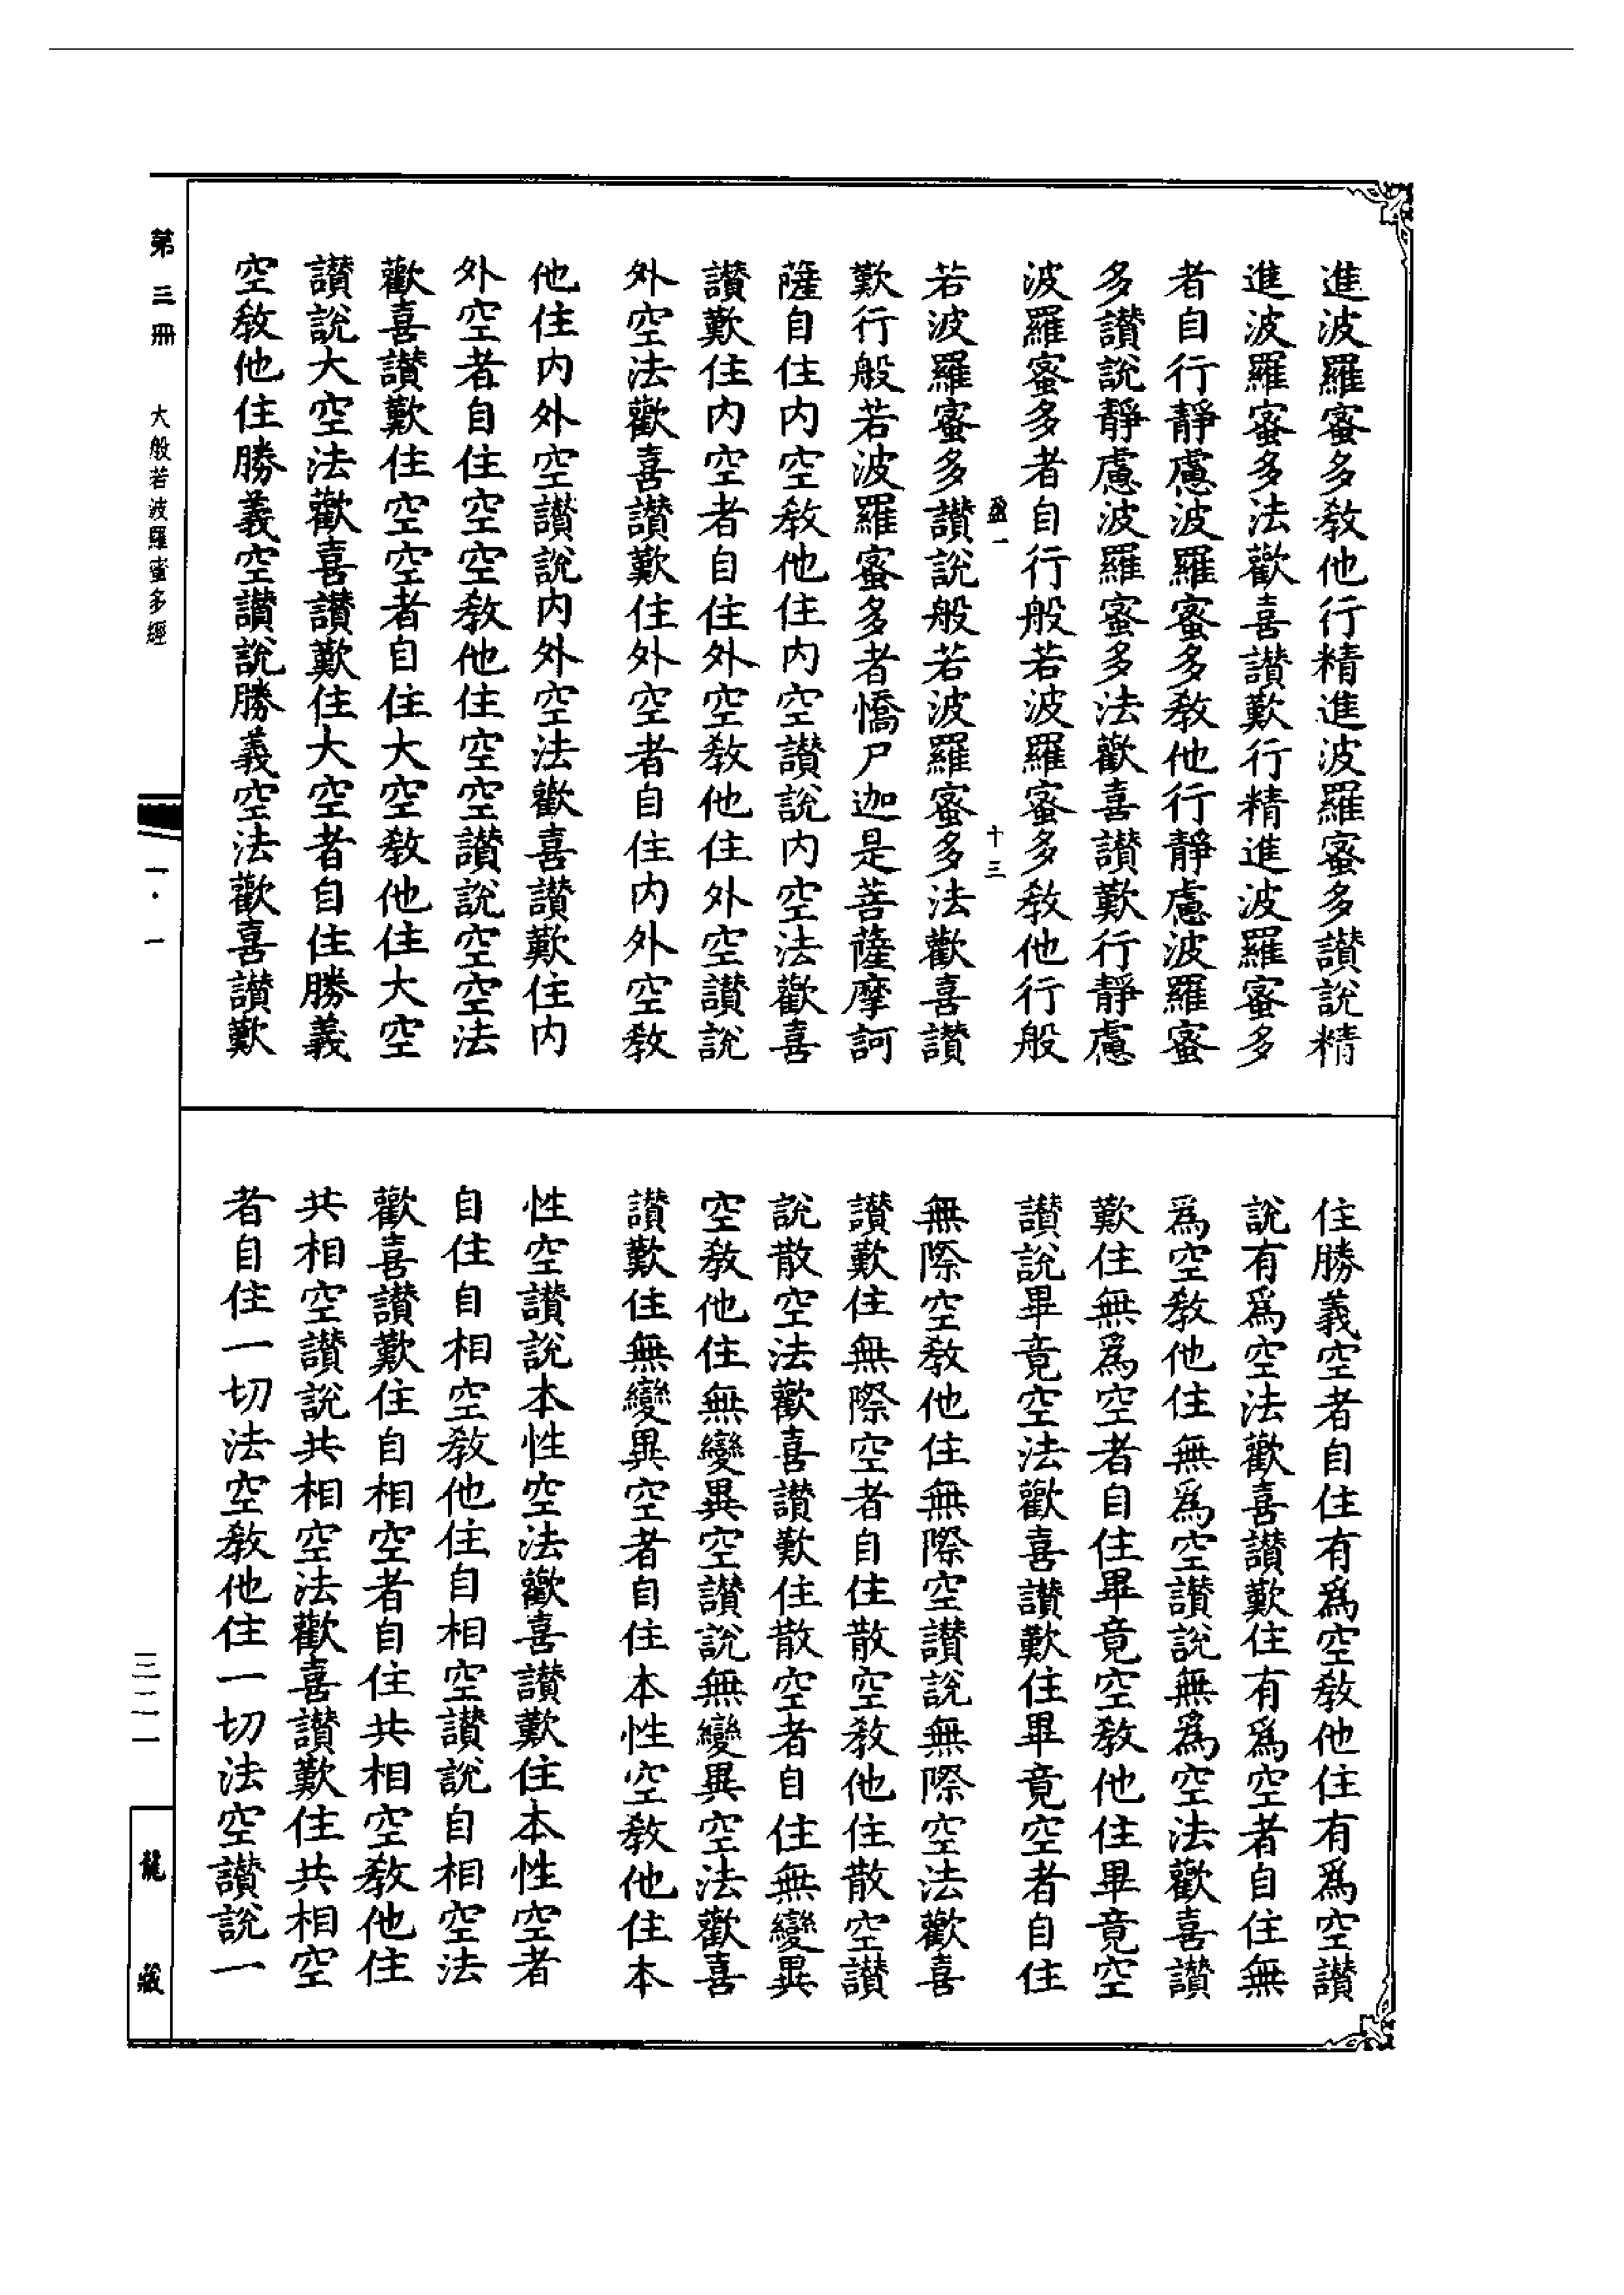 進波羅蜜多教他行精進波羅蜜多讚說精
進波羅蜜多法歡喜讚歎行精進波羅蜜多
者自行靜慮波羅蜜多教他行靜慮波羅蜜
多讚說靜慮波羅蜜多法歡喜讚歎行靜慮
波羅蜜多者自行般若波羅蜜多教他行般
盈一 十三
若波羅蜜多讚說般若波羅蜜多法歡喜讚
歎行般若波羅蜜多者憍尸迦是菩薩摩訶
薩自住內空教他住內空讚說內空法歡喜
讚歎住內空者自住外空教他住外空讚說
外空法歡喜讚歎住外空者自住內外空教
他住內外空讚說內外空法歡喜讚歎住內
外空者自住空空教他住空空讚說空空法
歡喜讚歎住空空者自住大空教他住大空
讚說大空法歡喜讚歎住大空者自住勝義
空教他住勝義空讚說勝義空法歡喜讚歎
住勝義空者自住有為空教他住有為空讚
說有為空法歡喜讚歎住有為空者自住無
為空教他住無為空讚說無為空法歡喜讚
歎住無為空者自住畢竟空教他住畢竟空
讚說畢竟空法歡喜讚歎住畢竟空者自住
無際空教他住無際空讚說無際空法歡喜
讚歎住無際空者自住散空教他住散空讚
說散空法歡喜讚歎住散空者自住無變異
空教他住無變異空讚說無變異空法歡喜
讚歎住無變異空者自住本性空教他住本
性空讚說本性空法歡喜讚歎住本性空者
自住自相空教他住自相空讚說自相空法
歡喜讚歎住自相空者自住共相空教他住
共相空讚說共相空法歡喜讚歎住共相空
者自住一切法空教他住一切法空讚說一
第三冊 大般若波羅蜜多經
一·一
三二一
龍藏